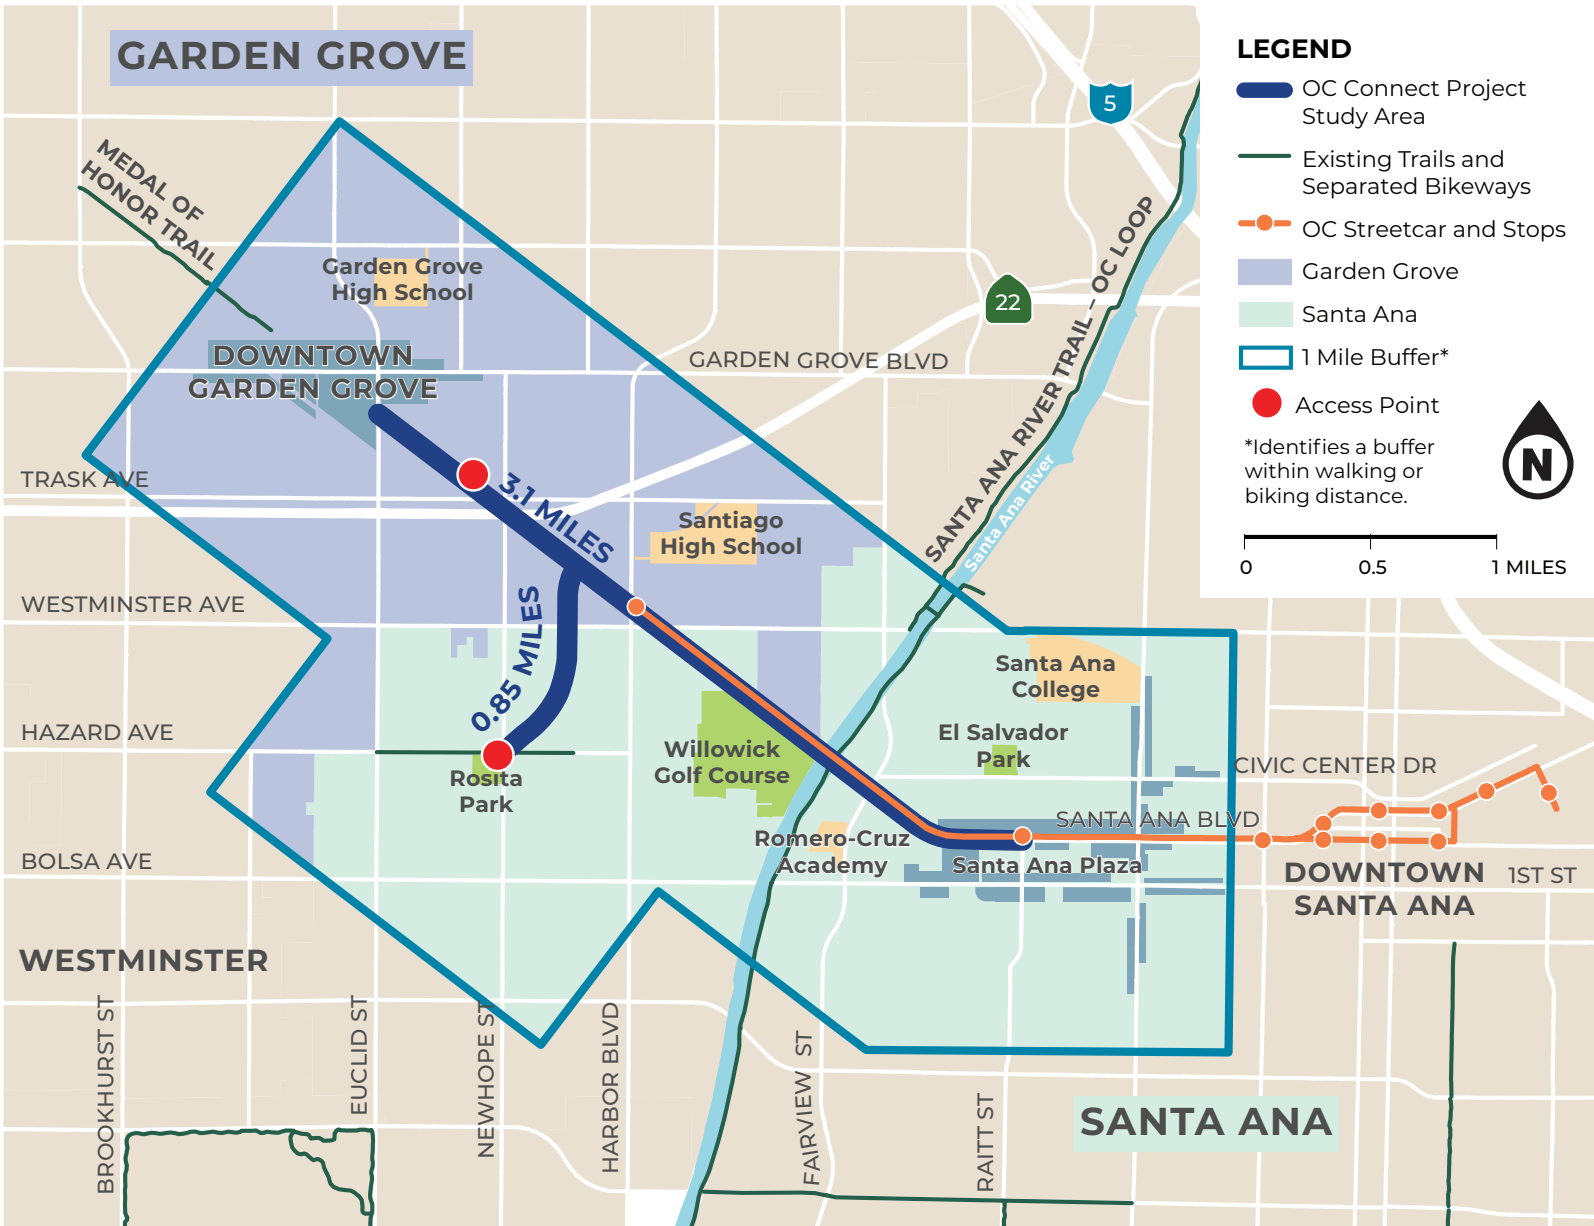 GARDEN GROVE
MEDAL OF
HONOR TRAIL
Garden Grove
High School
DOWNTOWN
GARDEN GROVE
GARDEN GROVE BLVD
5
22
SANTA ANA RIVER TRAIL – OC LOOP
Santa Ana River
TRASK AVE
3.1 MILES
Santiago
High School
WESTMINSTER AVE
0.85 MILES
Santa Ana
College
HAZARD AVE
El Salvador
Park
Willowick
Golf Course
Rosita
Park
CIVIC CENTER DR
SANTA ANA BLVD
Romero-Cruz
Academy
Santa Ana Plaza
BOLSA AVE
DOWNTOWN
SANTA ANA
1ST ST
WESTMINSTER
BROOKHURST ST
EUCLID ST
NEWHOPE ST
HARBOR BLVD
FAIRVIEW ST
RAITT ST
SANTA ANA
LEGEND
OC Connect Project
Study Area
Existing Trails and
Separated Bikeways
OC Streetcar and Stops
Garden Grove
Santa Ana
1 Mile Buffer*
Access Point
*Identifies a buffer
within walking or
biking distance.
N
0 0.5 1 MILES